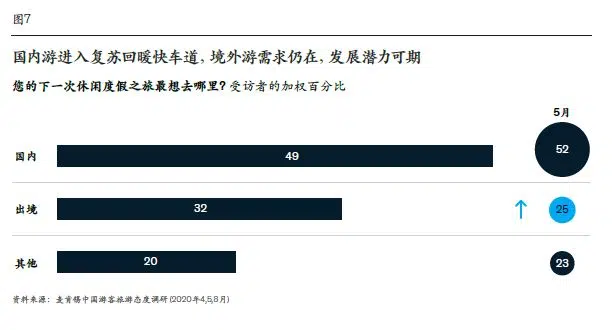 图7
国内游进入复苏回暖快车道，境外游需求仍在，发展潜力可期
您的下一次休闲度假之旅最想去哪里？受访者的加权百分比
5月
国内 49 52
出境 32 25
其他 20 23
资料来源：麦肯锡中国游客旅游态度调研 (2020年4,5,8月)